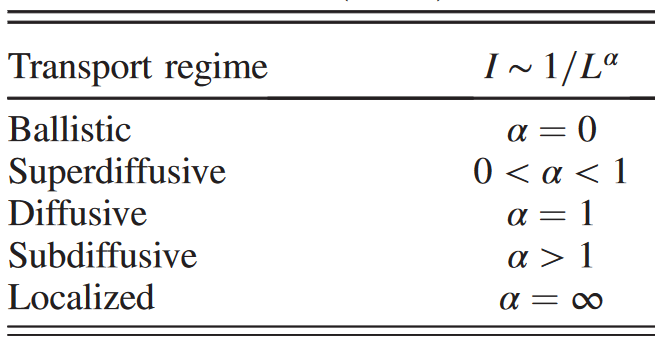 Transport regime I ∼ 1/L^α
Ballistic α = 0
Superdiffusive 0 < α < 1
Diffusive α = 1
Subdiffusive α > 1
Localized α = ∞